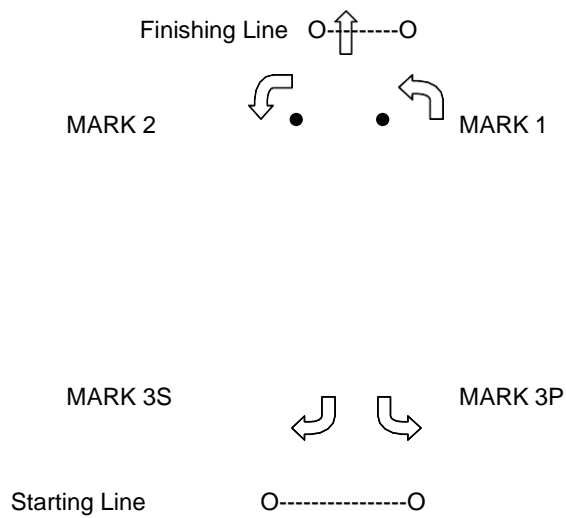 Finishing Line O---------O
MARK 2 MARK 1
MARK 3S MARK 3P
Starting Line O----------------O